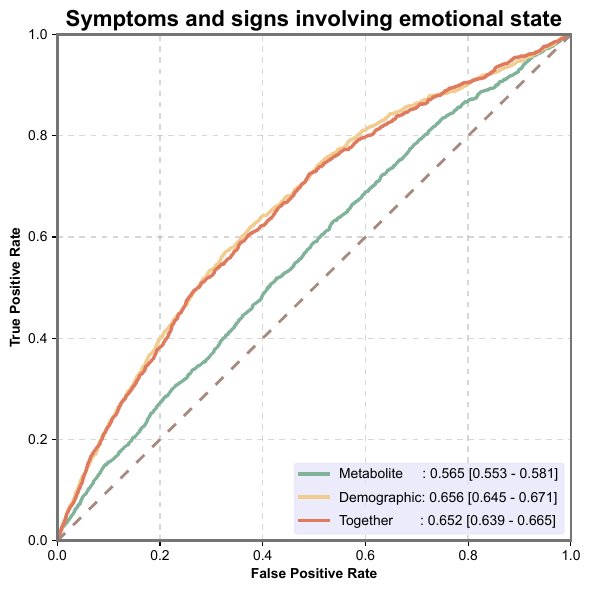 Symptoms and signs involving emotional state
1.0
0.8
0.6
0.4
0.2
0.0
True Positive Rate
Metabolite : 0.565 [0.553 - 0.581]
Demographic: 0.656 [0.645 - 0.671]
Together : 0.652 [0.639 - 0.665]
0.0 0.2 0.4 0.6 0.8 1.0
False Positive Rate